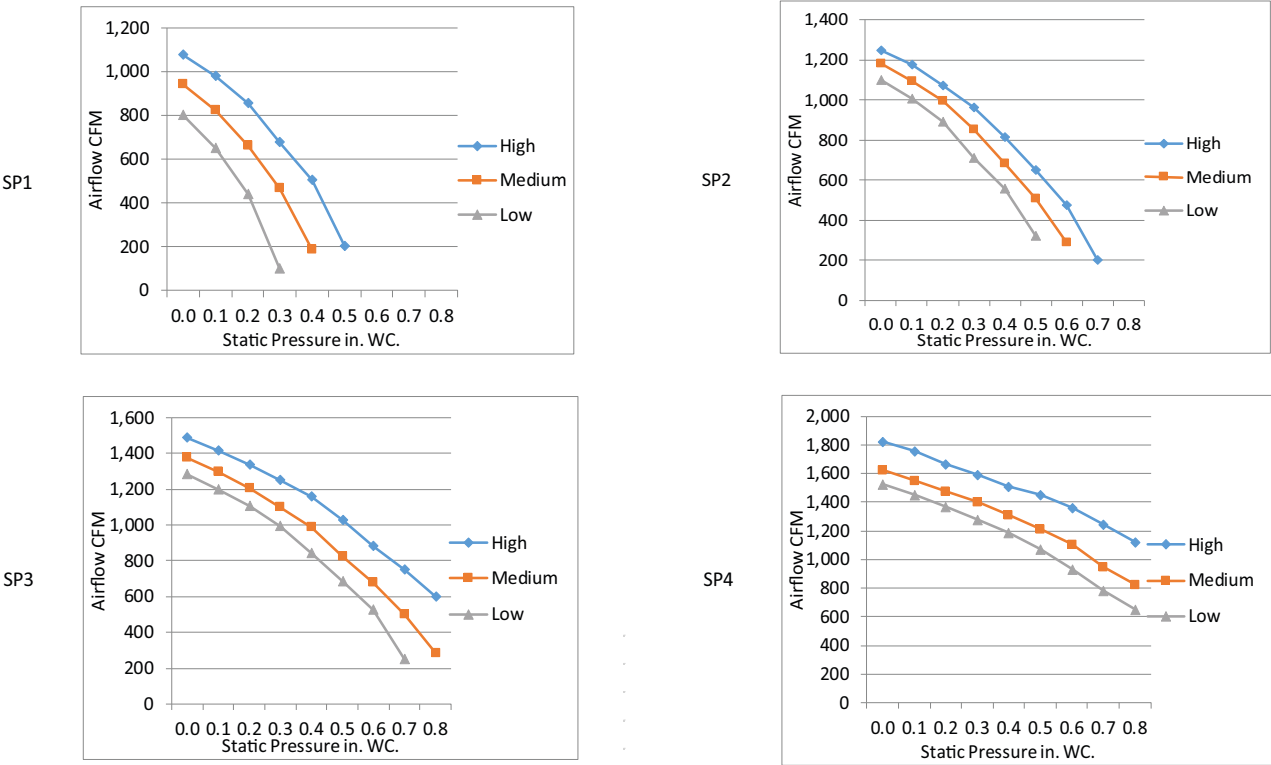 SP1
Airflow CFM
1,200
1,000
800
600
400
200
0
0.0 0.1 0.2 0.3 0.4 0.5 0.6 0.7 0.8
Static Pressure in. WC.
High
Medium
Low
SP2
Airflow CFM
1,400
1,200
1,000
800
600
400
200
0
0.0 0.1 0.2 0.3 0.4 0.5 0.6 0.7 0.8
Static Pressure in. WC.
High
Medium
Low
SP3
Airflow CFM
1,600
1,400
1,200
1,000
800
600
400
200
0
0.0 0.1 0.2 0.3 0.4 0.5 0.6 0.7 0.8
Static Pressure in. WC.
High
Medium
Low
SP4
Airflow CFM
2,000
1,800
1,600
1,400
1,200
1,000
800
600
400
200
0
0.0 0.1 0.2 0.3 0.4 0.5 0.6 0.7 0.8
Static Pressure in. WC.
High
Medium
Low